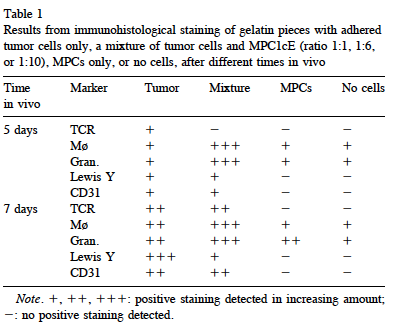 Table 1
Results from immunohistological staining of gelatin pieces with adhered
tumor cells only, a mixture of tumor cells and MPC1cE (ratio 1:1, 1:6,
or 1:10), MPCs only, or no cells, after different times in vivo
Time in vivo Marker Tumor Mixture MPCs No cells
5 days TCR + − − −
Mø + +++ + +
Gran. + +++ + +
Lewis Y + + − −
CD31 + + − −
7 days TCR ++ ++ − −
Mø ++ +++ + +
Gran. ++ +++ ++ +
Lewis Y +++ + − −
CD31 ++ ++ − −
Note. +, ++, +++: positive staining detected in increasing amount;
−: no positive staining detected.